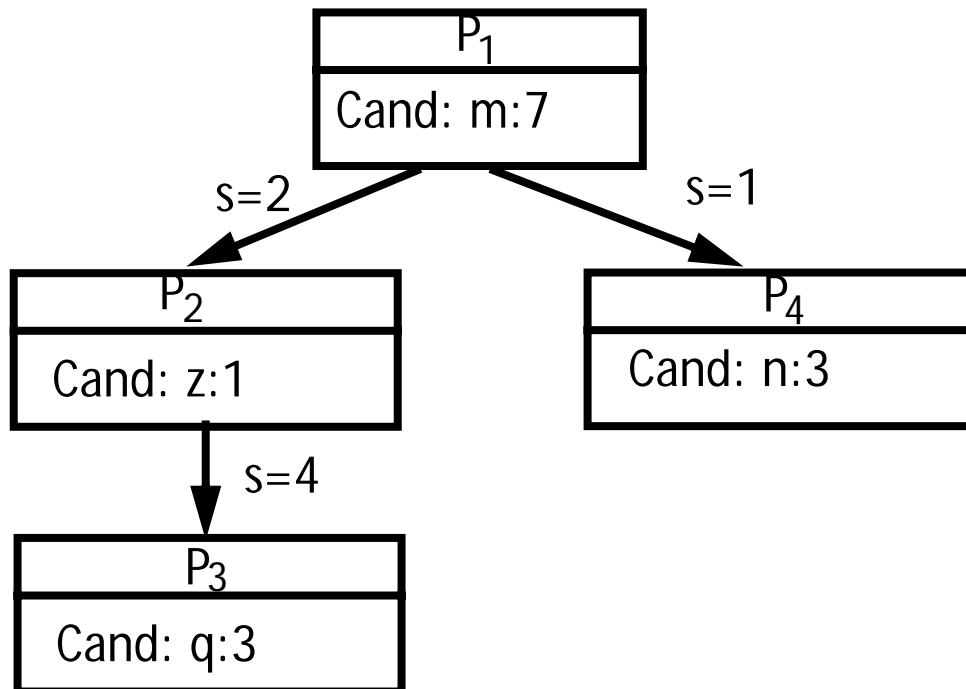 P1
Cand: m:7
s=2
s=1
P2
P4
Cand: z:1
Cand: n:3
s=4
P3
Cand: q:3